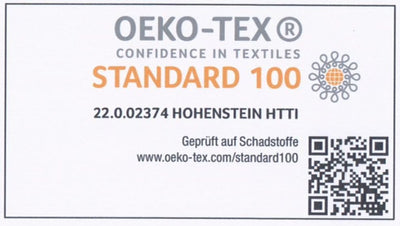 OEKO-TEX®
CONFIDENCE IN TEXTILES
STANDARD 100
22.0.02374 HOHENSTEIN HTTI
Geprüft auf Schadstoffe
www.oeko-tex.com/standard100